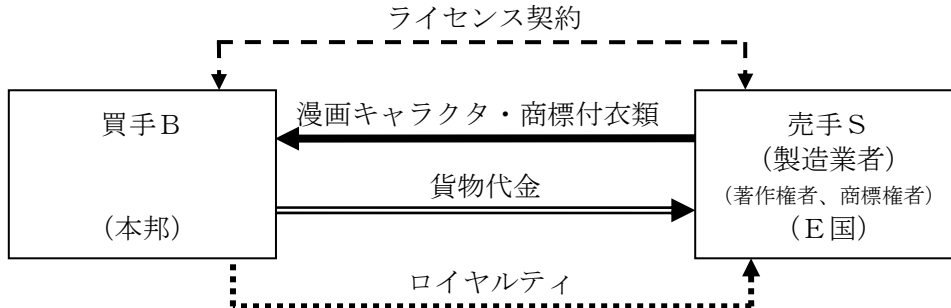 ライセンス契約
買手B
(本邦)
漫画キャラクタ・商標付衣類
貨物代金
売手S
(製造業者)
(著作権者、商標権者)
(E国)
ロイヤルティ